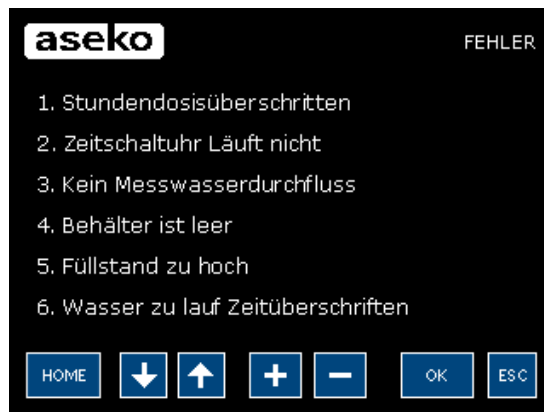 aseko
FEHLER
1. Stundendosisüberschritten
2. Zeitschaltuhr Läuft nicht
3. Kein Messwasserdurchfluss
4. Behälter ist leer
5. Füllstand zu hoch
6. Wasser zu lauf Zeitüberschriften
HOME + − OK ESC